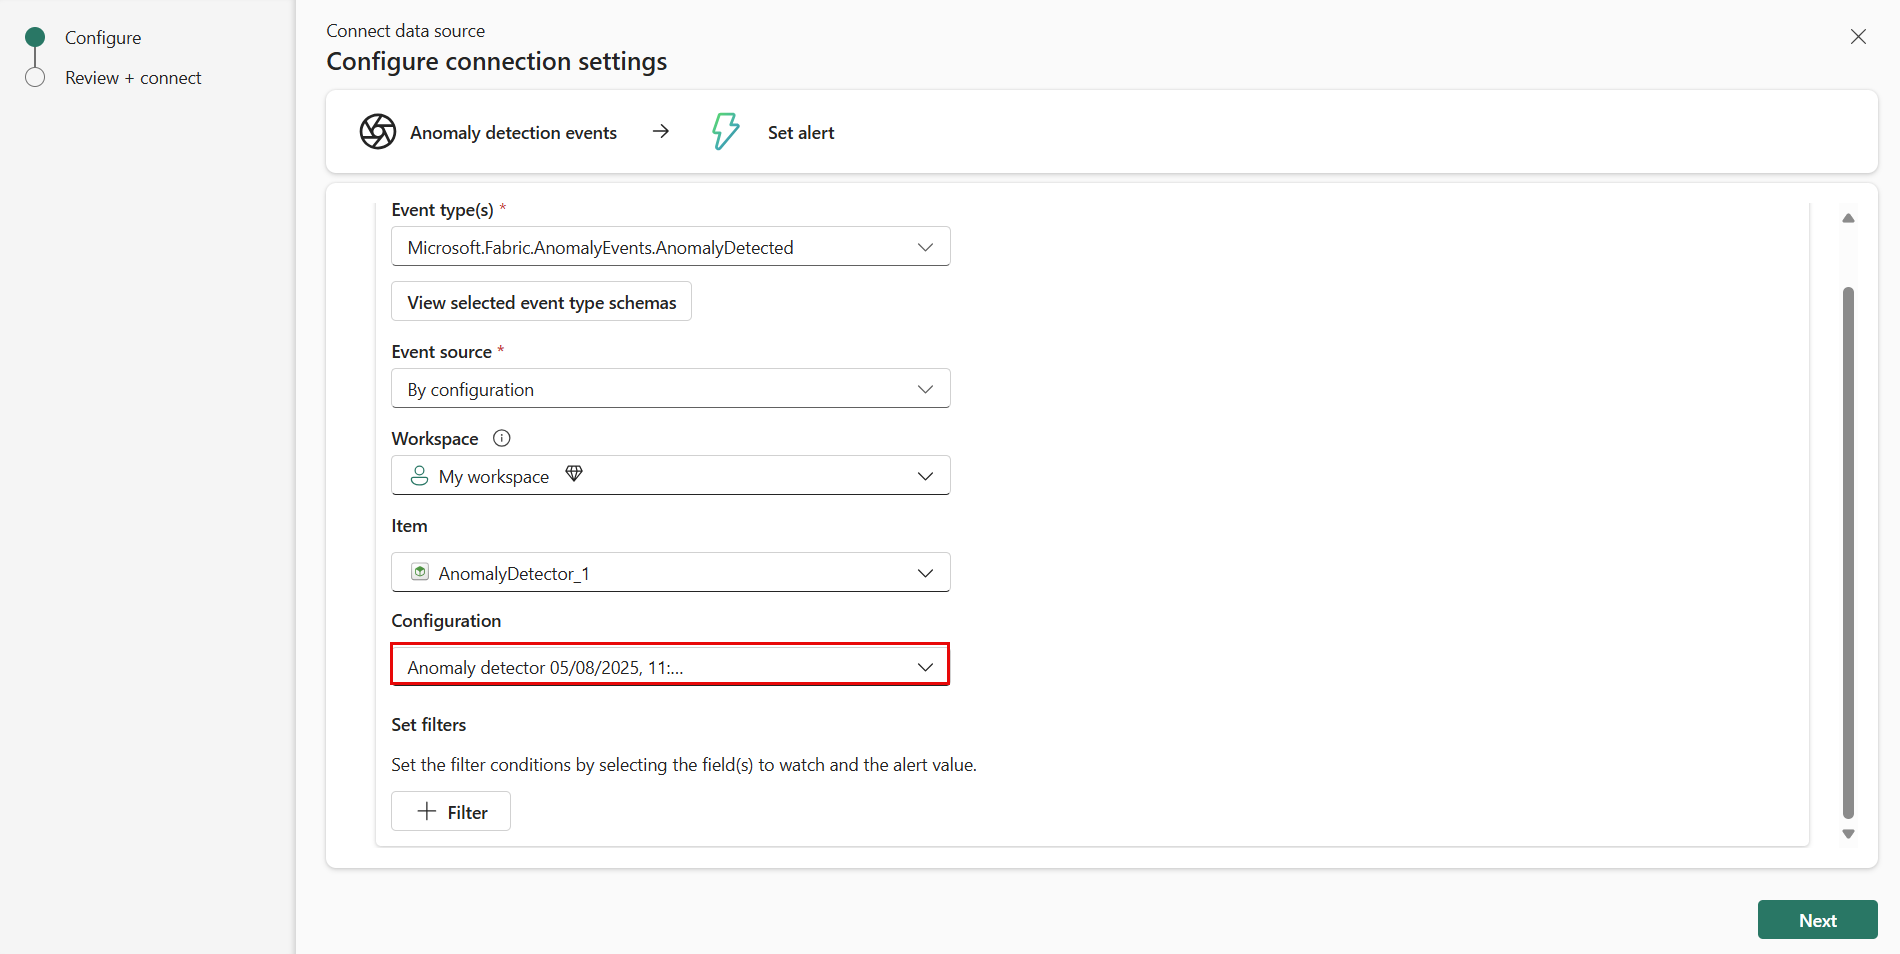 Configure
Review + connect
Connect data source
Configure connection settings
Anomaly detection events
Set alert
Event type(s) *
Microsoft.Fabric.AnomalyEvents.AnomalyDetected
View selected event type schemas
Event source *
By configuration
Workspace
My workspace
Item
AnomalyDetector_1
Configuration
Anomaly detector 05/08/2025, 11:...
Set filters
Set the filter conditions by selecting the field(s) to watch and the alert value.
Filter
Next